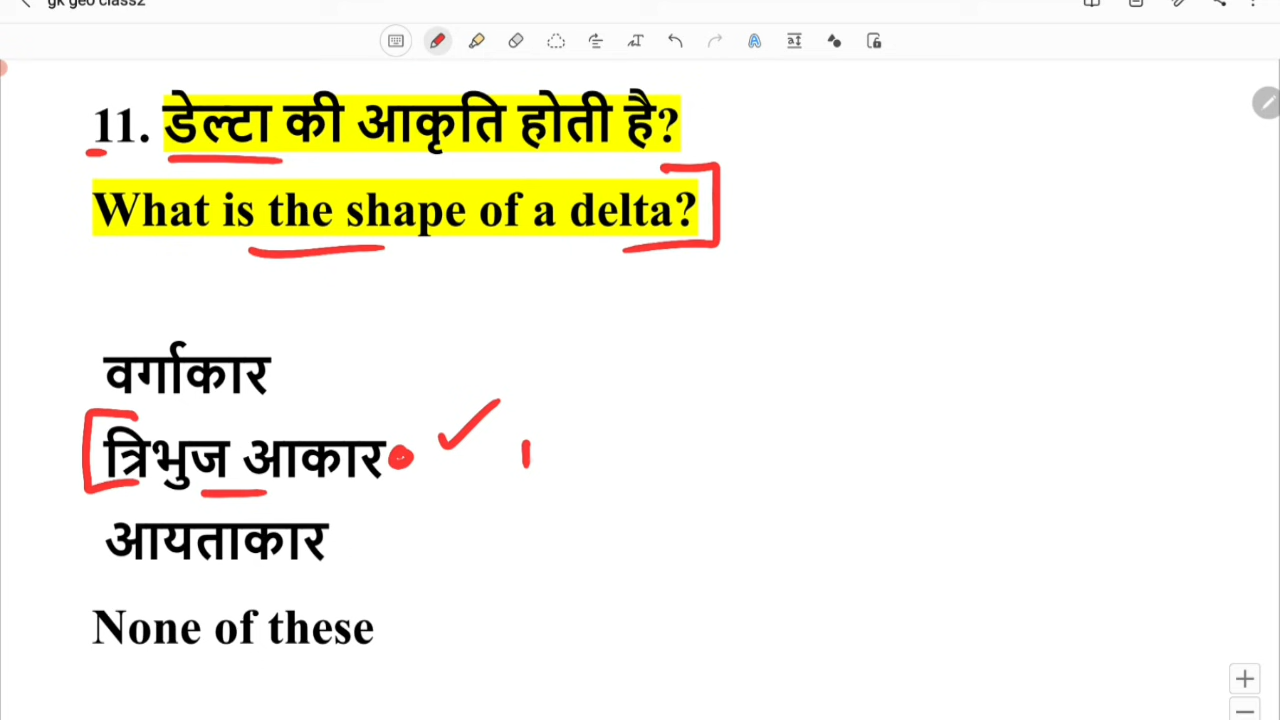 gk geo class2
11. डेल्टा की आकृति होती है?
What is the shape of a delta?
वर्गाकार
त्रिभुज आकार
आयताकार
None of these